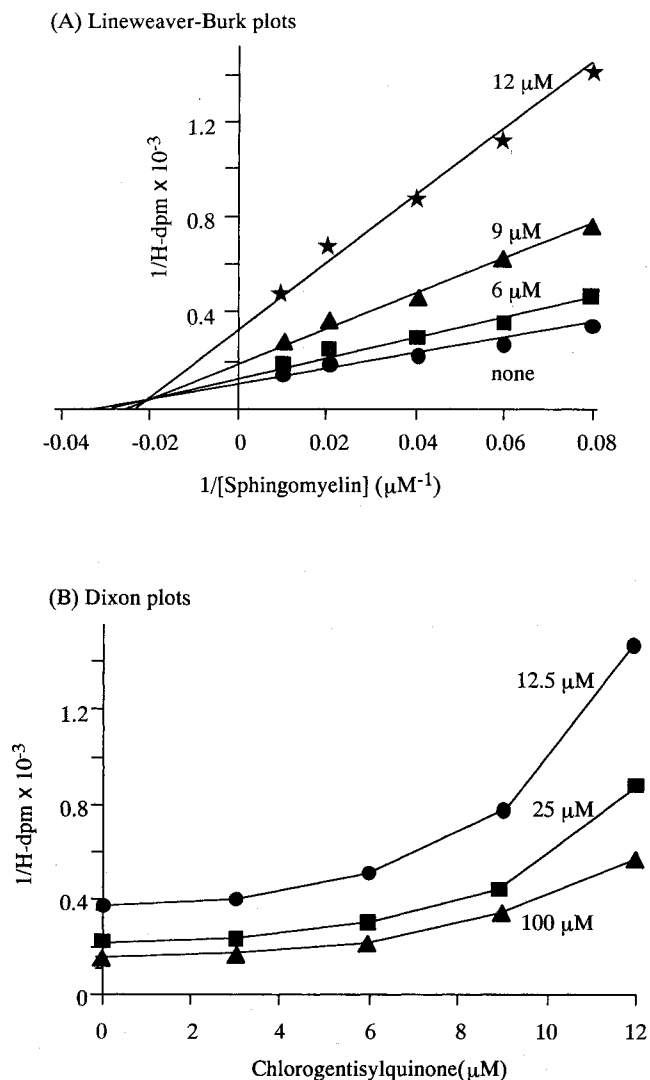 (A) Lineweaver-Burk plots
1/H-dpm x 10-3
1.2
0.8
0.4
12 µM
9 µM
6 µM
none
-0.04 -0.02 0 0.02 0.04 0.06 0.08
1/[Sphingomyelin] (µM-1)
(B) Dixon plots
1/H-dpm x 10-3
1.2
0.8
0.4
0
12.5 µM
25 µM
100 µM
0 2 4 6 8 10 12
Chlorogentisylquinone(µM)